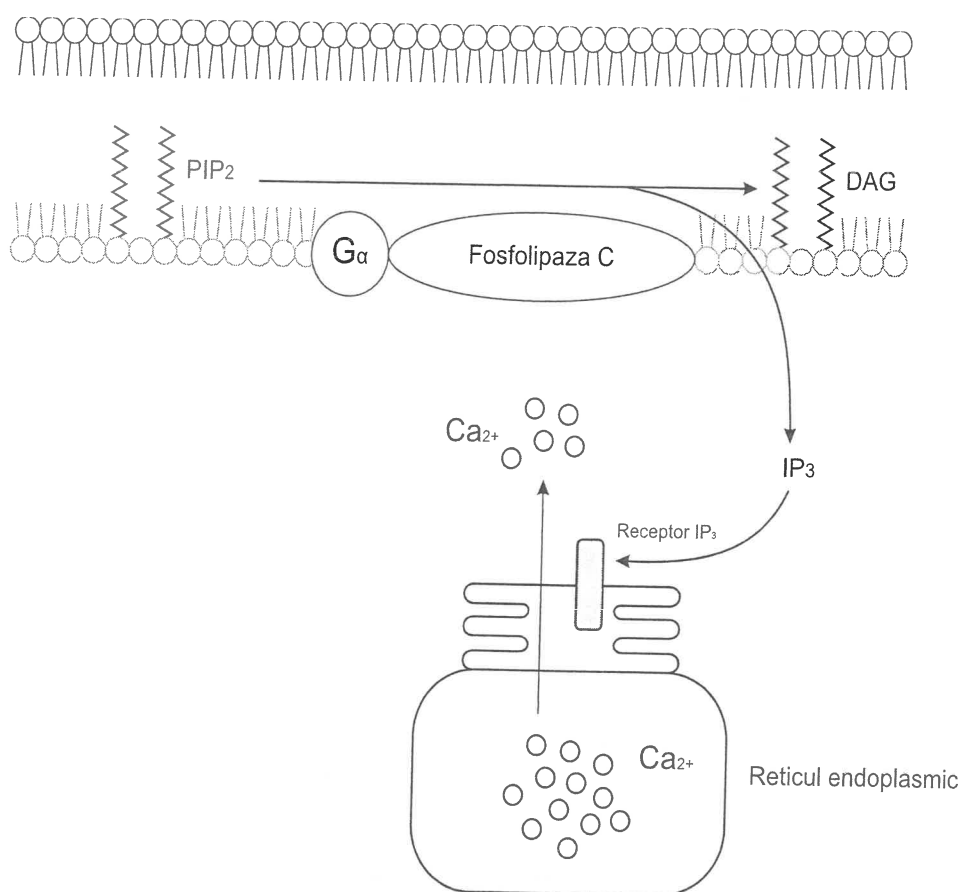 PIP2
DAG
Gα
Fosfolipaza C
Ca2+
IP3
Receptor IP3
Ca2+
Reticul endoplasmic